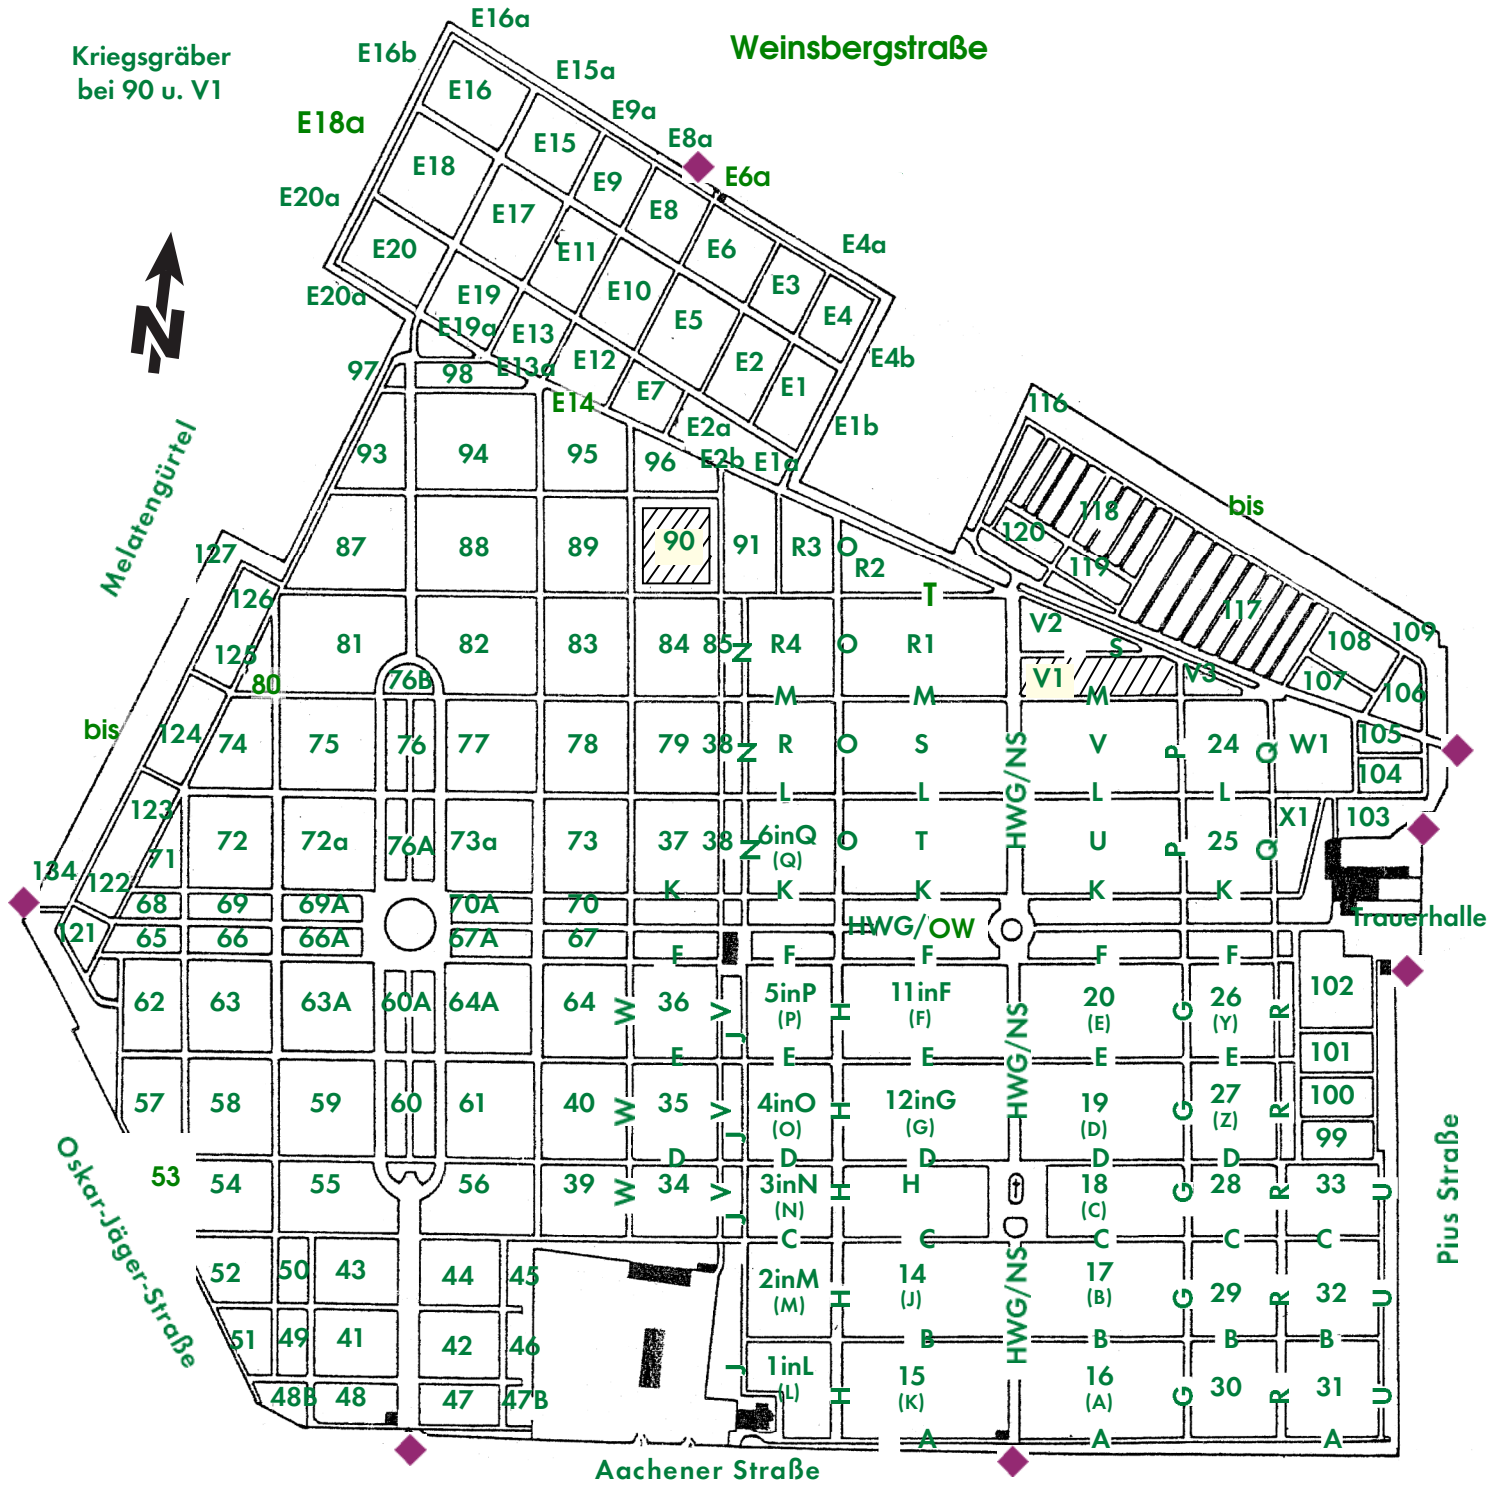 E16a
Weinsbergstraße
Kriegsgräber
bei 90 u. V1
E16b
E15a
E16
E9a
E18a
E8a
E15
E18
E6a
E9
E20a
E17
E8
E4a
E20
E11
E6
E10
E3
E20a
E19
E5
E4
N
E19a
E13
E12
E2
E4b
97
98
E13a
E7
E1
E14
116
E2a
E1b
93
94
95
96
E2b
E1a
Melatengürtel
bis
118
120
127
87
88
89
90
91
R3
O
R2
119
126
T
117
V2
109
125
81
82
83
84
85
N
R4
O
R1
S
108
80
76B
V1
V3
107
106
M
M
M
bis
124
74
75
76
77
78
79
38
N
R
O
S
HWG/NS
V
P
24
Q
W1
105
104
L
L
L
L
123
X1
103
71
72
72a
76A
73a
73
37
38
N
6inQ
(Q)
O
T
U
P
25
Q
134
122
K
K
K
K
K
68
69
69A
70A
70
Trauerhalle
121
65
66
66A
67A
67
HWG/OW
F
F
F
F
F
62
63
63A
60A
64A
64
W
36
V
J
5inP
(P)
H
11inF
(F)
HWG/NS
20
(E)
G
26
(Y)
R
102
E
E
E
E
E
101
57
58
59
60
61
40
W
35
V
J
4inO
(O)
H
12inG
(G)
19
(D)
G
27
(Z)
R
100
99
Oskar-Jäger-Straße
Pius Straße
D
D
D
D
D
53
54
55
56
39
W
34
V
J
3inN
(N)
H
H
18
(C)
G
28
R
33
U
C
C
C
C
C
52
50
43
44
45
2inM
(M)
H
14
(J)
HWG/NS
17
(B)
G
29
R
32
U
51
49
41
42
46
B
B
B
B
J
1inL
(L)
H
15
(K)
16
(A)
G
30
R
31
U
48B
48
47
47B
A
A
A
Aachener Straße